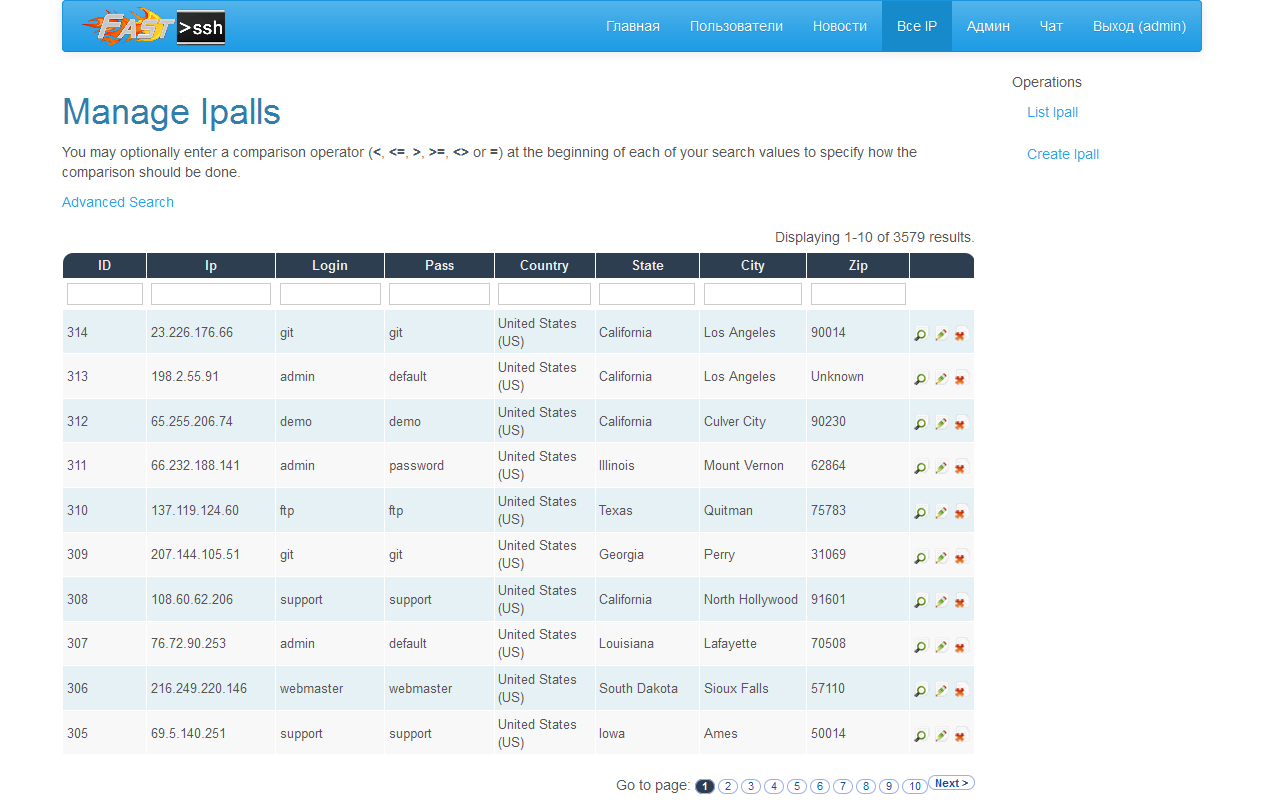 FAST >ssh
Главная Пользователи Новости Все IP Админ Чат Выход (admin)
Operations
List Ipall
Create Ipall
Manage Ipalls
You may optionally enter a comparison operator (<, <=, >, >=, <> or =) at the beginning of each of your search values to specify how the
comparison should be done.
Advanced Search
Displaying 1-10 of 3579 results.
ID Ip Login Pass Country State City Zip
314 23.226.176.66 git git United States (US) California Los Angeles 90014
313 198.2.55.91 admin default United States (US) California Los Angeles Unknown
312 65.255.206.74 demo demo United States (US) California Culver City 90230
311 66.232.188.141 admin password United States (US) Illinois Mount Vernon 62864
310 137.119.124.60 ftp ftp United States (US) Texas Quitman 75783
309 207.144.105.51 git git United States (US) Georgia Perry 31069
308 108.60.62.206 support support United States (US) California North Hollywood 91601
307 76.72.90.253 admin default United States (US) Louisiana Lafayette 70508
306 216.249.220.146 webmaster webmaster United States (US) South Dakota Sioux Falls 57110
305 69.5.140.251 support support United States (US) Iowa Ames 50014
Go to page: 1 2 3 4 5 6 7 8 9 10 Next >